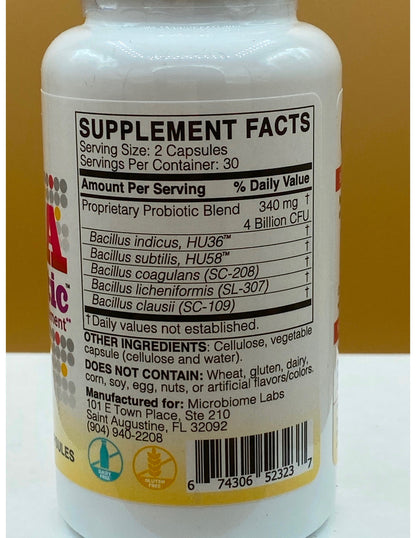 SUPPLEMENT FACTS
Serving Size: 2 Capsules
Servings Per Container: 30
Amount Per Serving % Daily Value
Proprietary Probiotic Blend 340 mg †
4 Billion CFU
Bacillus indicus, HU36™ †
Bacillus subtilis, HU58™ †
Bacillus coagulans (SC-208) †
Bacillus licheniformis (SL-307) †
Bacillus clausii (SC-109) †
†Daily values not established.
OTHER INGREDIENTS: Cellulose, vegetable
capsule (cellulose and water).
DOES NOT CONTAIN: Wheat, gluten, dairy,
corn, soy, egg, nuts, or artificial flavors/colors.
Manufactured for: Microbiome Labs
101 E Town Place, Ste 210
Saint Augustine, FL 32092
(904) 940-2208
DAIRY
FREE
GLUTEN
FREE
6 74306 52323 7